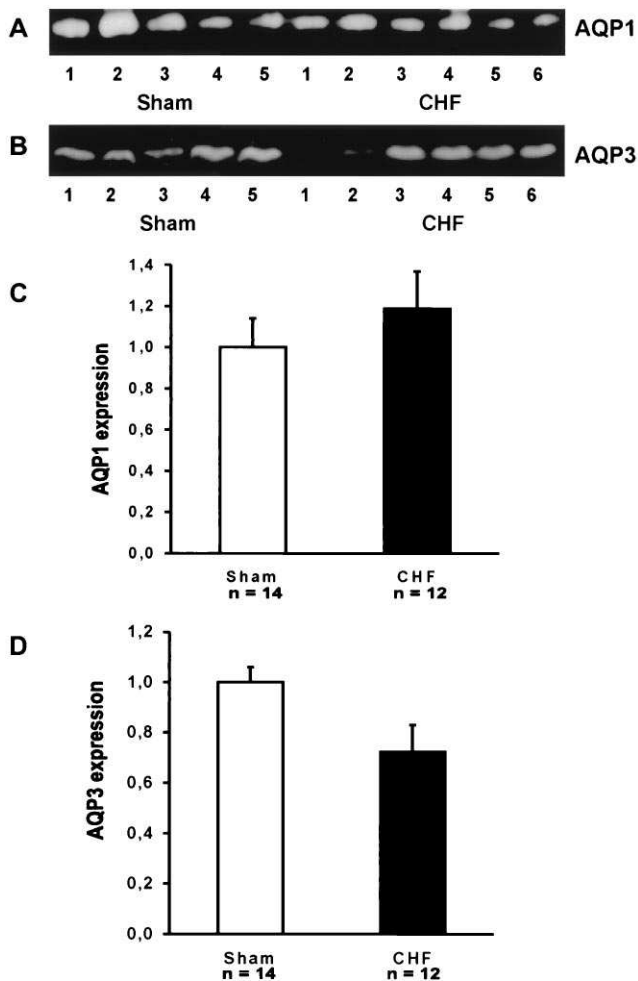 A AQP1
1 2 3 4 5 1 2 3 4 5 6
Sham CHF
B AQP3
1 2 3 4 5 1 2 3 4 5 6
Sham CHF
C
AQP1 expression
1,4
1,2
1,0
0,8
0,6
0,4
0,2
0,0
Sham CHF
n = 14 n = 12
D
AQP3 expression
1,2
1,0
0,8
0,6
0,4
0,2
0,0
Sham CHF
n = 14 n = 12